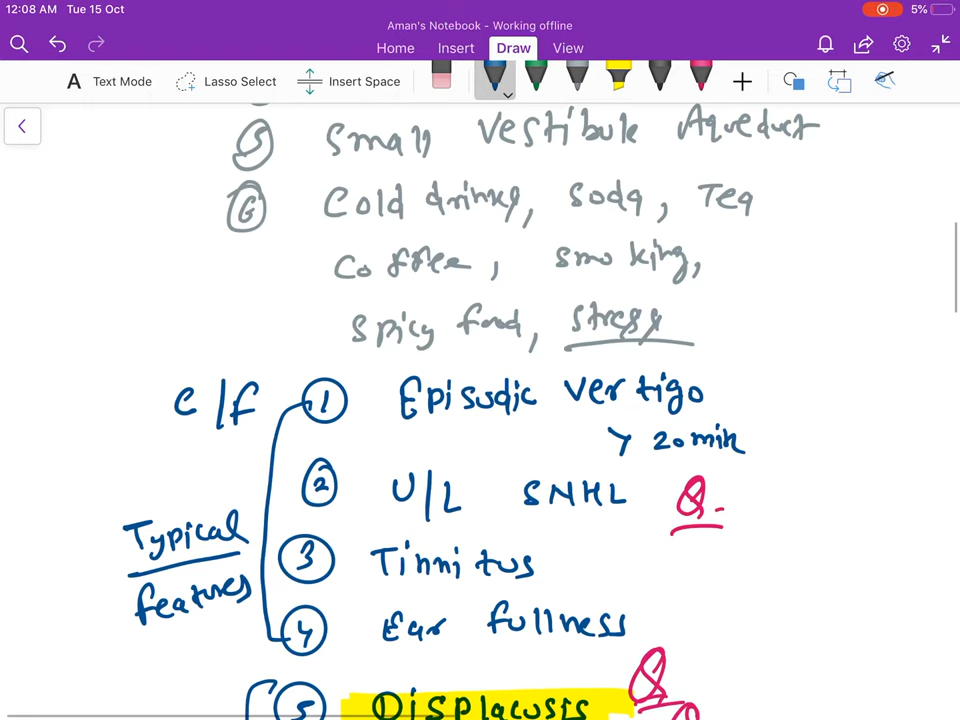 12:08 AM Tue 15 Oct
5%
Aman's Notebook - Working offline
Home Insert Draw View
A Text Mode Lasso Select Insert Space
5 Small Vestibule Aqueduct
6 Cold drinks, Soda, Tea
Coffee, smoking,
Spicy food, stress
C/F 1 Episodic vertigo
> 20 min
2 U/L SNHL Q.
Typical
features
3 Tinnitus
4 Ear fullness
5 Displacusis Q